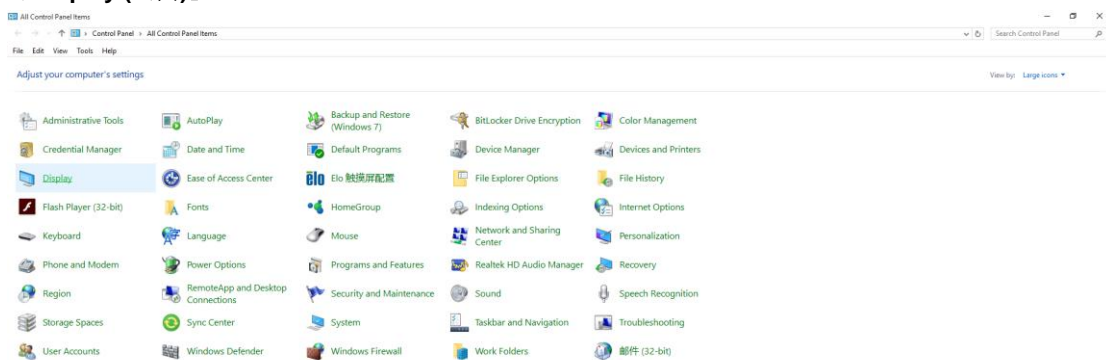 All Control Panel Items
Control Panel > All Control Panel Items
Search Control Panel
File Edit View Tools Help
Adjust your computer's settings
View by: Large icons
Administrative Tools
AutoPlay
Backup and Restore
(Windows 7)
BitLocker Drive Encryption
Color Management
Credential Manager
Date and Time
Default Programs
Device Manager
Devices and Printers
Display
Ease of Access Center
elo
Elo 触摸屏配置
File Explorer Options
File History
Flash Player (32-bit)
Fonts
HomeGroup
Indexing Options
Internet Options
Keyboard
Language
Mouse
Network and Sharing
Center
Personalization
Phone and Modem
Power Options
Programs and Features
Realtek HD Audio Manager
Recovery
Region
RemoteApp and Desktop
Connections
Security and Maintenance
Sound
Speech Recognition
Storage Spaces
Sync Center
System
Taskbar and Navigation
Troubleshooting
User Accounts
Windows Defender
Windows Firewall
Work Folders
邮件 (32-bit)